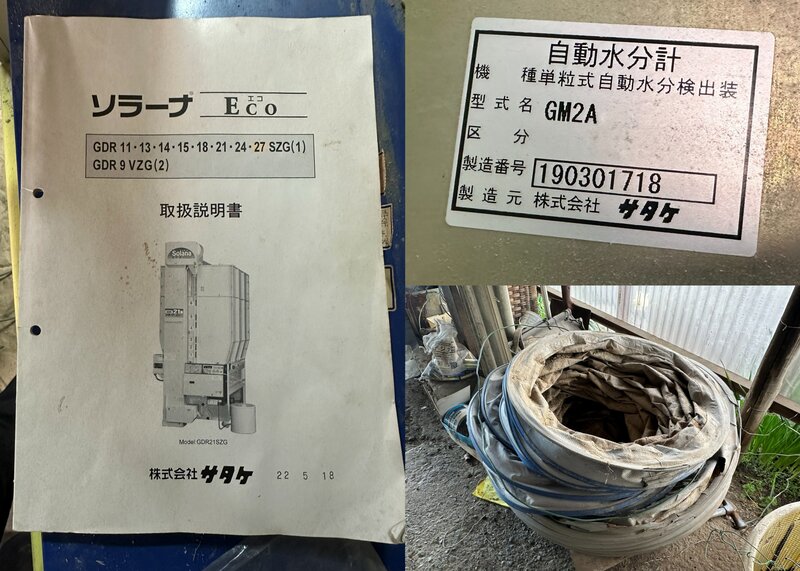 ソラーナ Eco
エコ
GDR 11・13・14・15・18・21・24・27 SZG(1)
GDR 9 VZG(2)
取扱説明書
Solana
Model:GDR21SZG
株式会社 サタケ 22 5 18
自動水分計
機 種 単粒式自動水分検出装
型式名 GM2A
区 分
製造番号 190301718
製造元 株式会社 サタケ